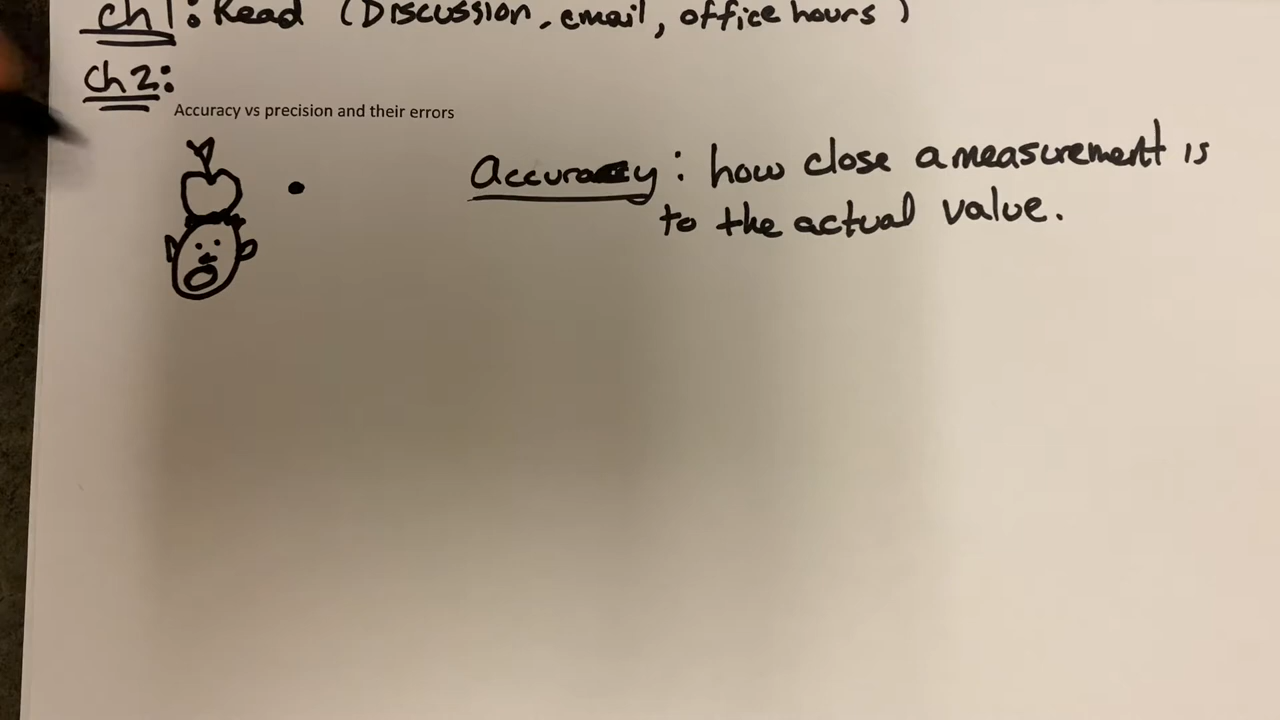 Ch1: Read (Discussion, email, office hours)
Ch2:
Accuracy vs precision and their errors
Accuracy: how close a measurement is
to the actual value.